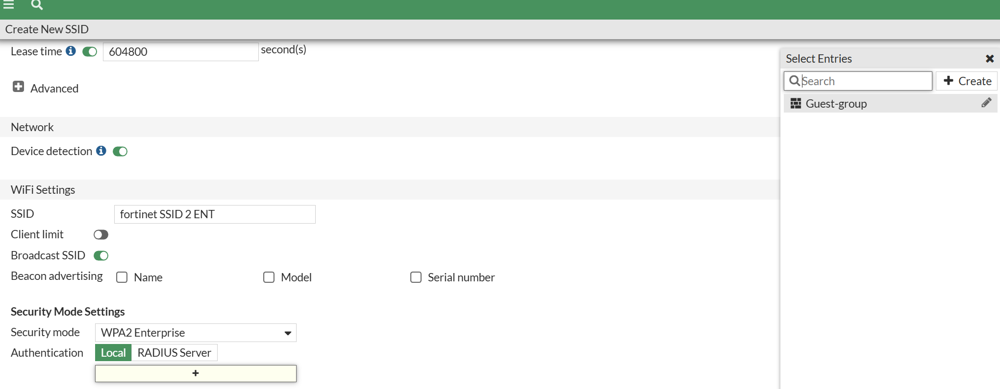 Create New SSID
Lease time 604800 second(s)
Advanced
Network
Device detection
WiFi Settings
SSID fortinet SSID 2 ENT
Client limit
Broadcast SSID
Beacon advertising Name Model Serial number
Security Mode Settings
Security mode WPA2 Enterprise
Authentication Local RADIUS Server
+
Select Entries
Search + Create
Guest-group